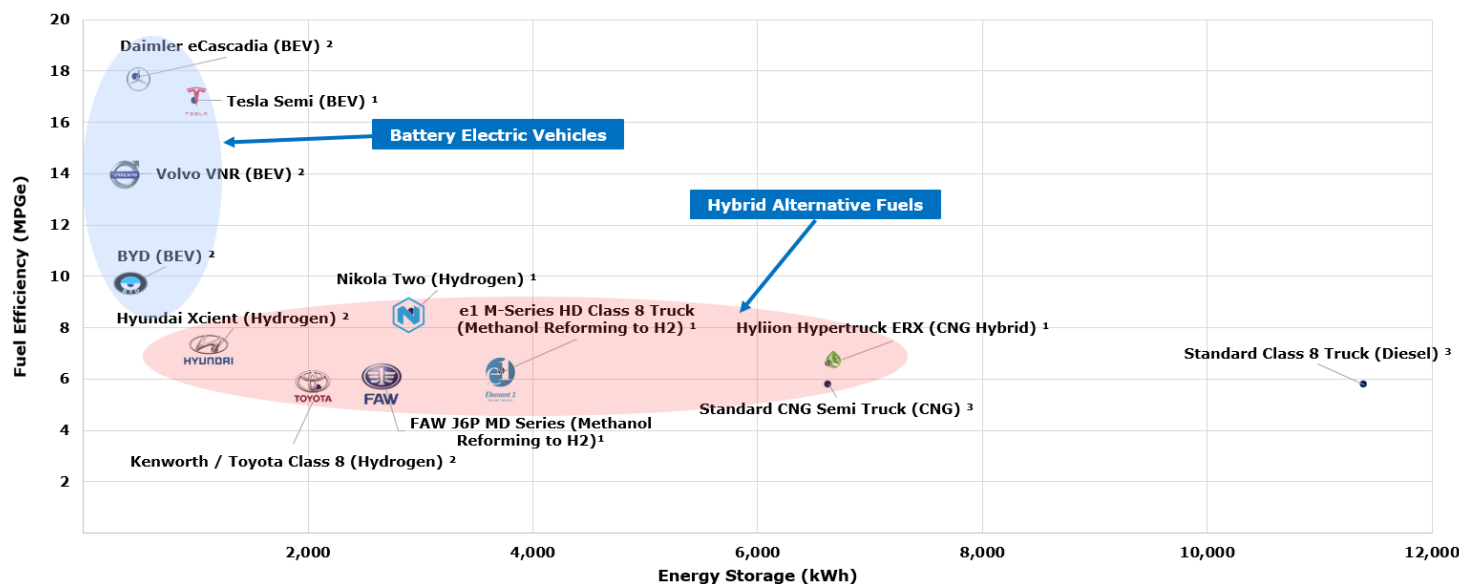 20
Daimler eCascadia (BEV) ²
18
TESLA
Tesla Semi (BEV) ¹
16
Battery Electric Vehicles
14
VOLVO
Volvo VNR (BEV) ²
Hybrid Alternative Fuels
12
BYD (BEV) ²
10
BYD
Nikola Two (Hydrogen) ¹
Hyundai Xcient (Hydrogen) ²
e1 M-Series HD Class 8 Truck
(Methanol Reforming to H2) ¹
Hyliion Hypertruck ERX (CNG Hybrid) ¹
8
N
HYUNDAI
Standard Class 8 Truck (Diesel) ³
6
TOYOTA
FAW
e1
Element 1
Standard CNG Semi Truck (CNG) ³
4
FAW J6P MD Series (Methanol
Reforming to H2)¹
Kenworth / Toyota Class 8 (Hydrogen) ²
2
Fuel Efficiency (MPGe)
2,000
4,000
6,000
8,000
10,000
12,000
Energy Storage (kWh)